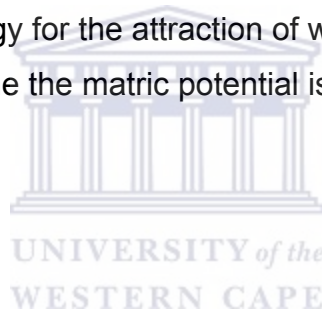 gy for the attraction of w
e the matric potential is
UNIVERSITY of the
WESTERN CAPE